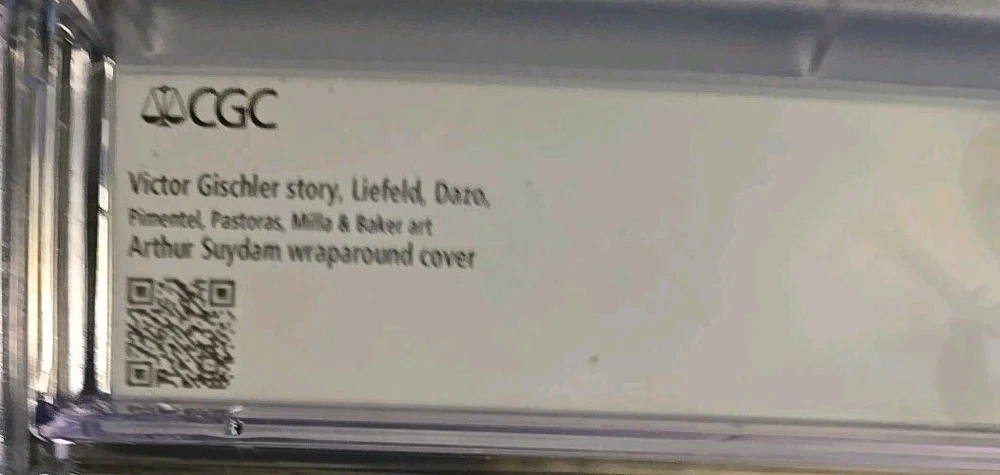 CGC
Victor Gischler story, Liefeld, Dazo,
Pimentel, Pastoras, Milla & Baker art
Arthur Suydam wraparound cover